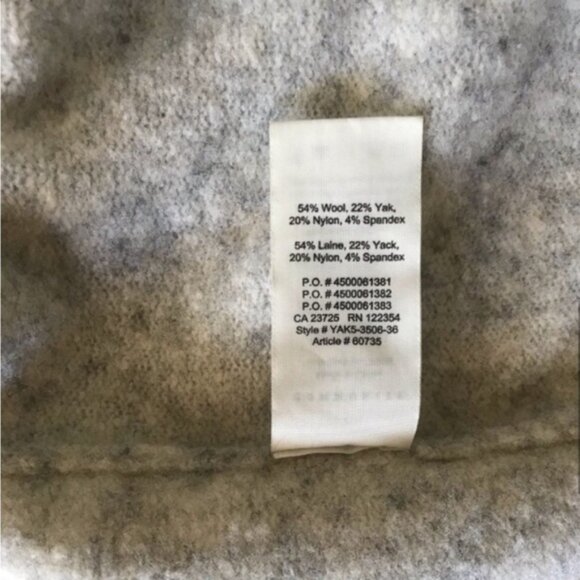 54% Wool, 22% Yak,
20% Nylon, 4% Spandex
54% Laine, 22% Yack,
20% Nylon, 4% Spandex
P.O. # 4500061381
P.O. # 4500061382
P.O. # 4500061383
CA 23725 RN 122354
Style # YAK5-3506-36
Article # 60735